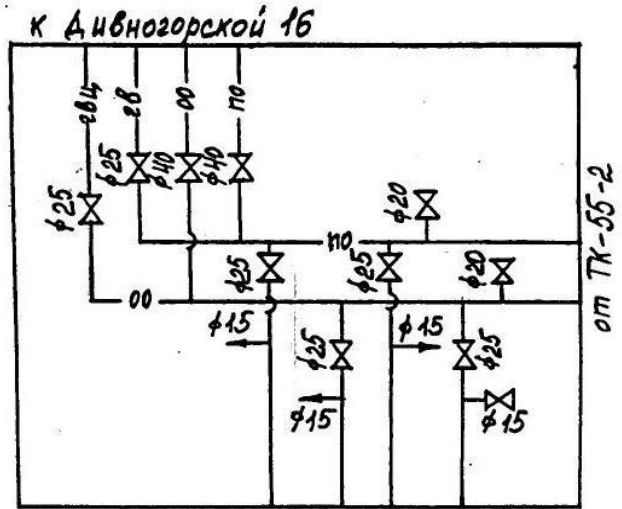 к Дивногорской 16
гвц
гв
оо
по
ф25
ф40
ф40
ф25
ф20
по
ф25
ф25
ф20
оо
ф15
ф25
ф15
ф25
ф15
ф15
от ТК-55-2